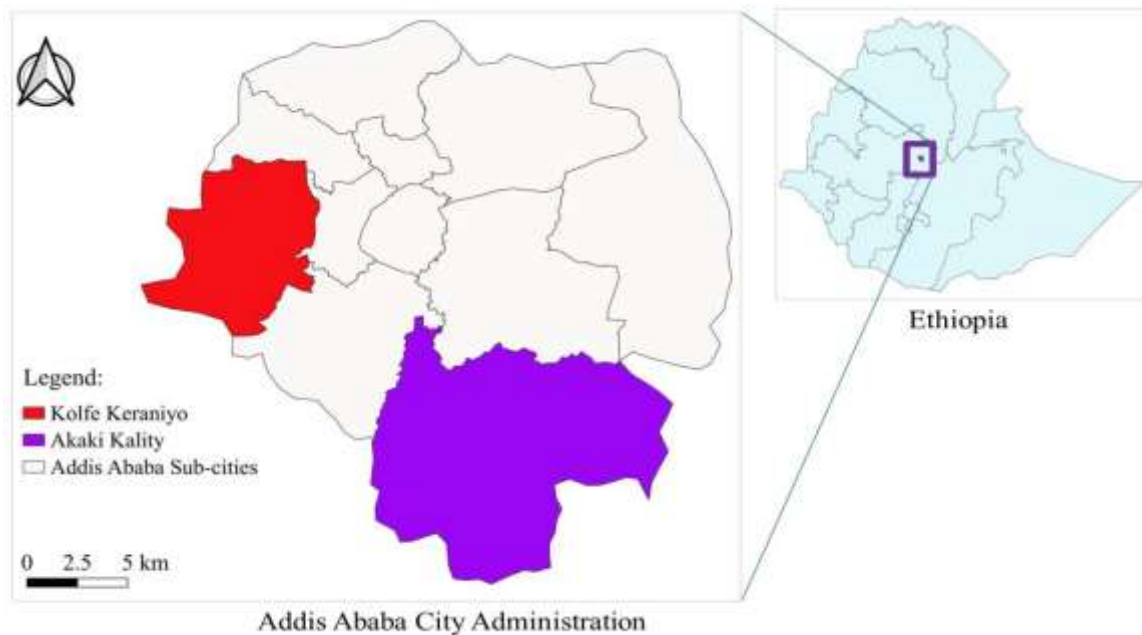 Ethiopia
Legend:
Kolfe Keraniyo
Akaki Kality
Addis Ababa Sub-cities
0 2.5 5 km
Addis Ababa City Administration